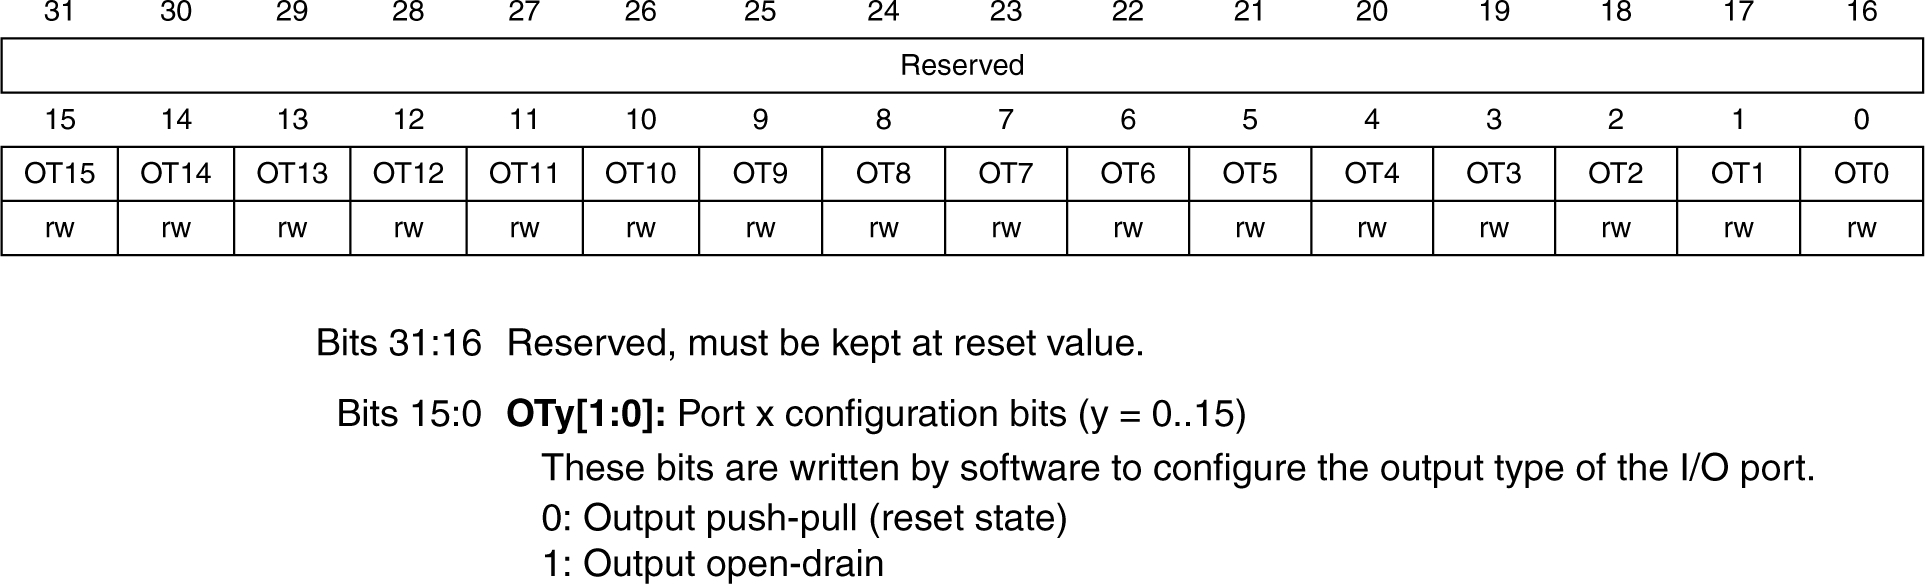 31 30 29 28 27 26 25 24 23 22 21 20 19 18 17 16
Reserved
15 14 13 12 11 10 9 8 7 6 5 4 3 2 1 0
OT15 OT14 OT13 OT12 OT11 OT10 OT9 OT8 OT7 OT6 OT5 OT4 OT3 OT2 OT1 OT0
rw rw rw rw rw rw rw rw rw rw rw rw rw rw rw rw
Bits 31:16 Reserved, must be kept at reset value.
Bits 15:0 OTy[1:0]: Port x configuration bits (y = 0..15)
These bits are written by software to configure the output type of the I/O port.
0: Output push-pull (reset state)
1: Output open-drain